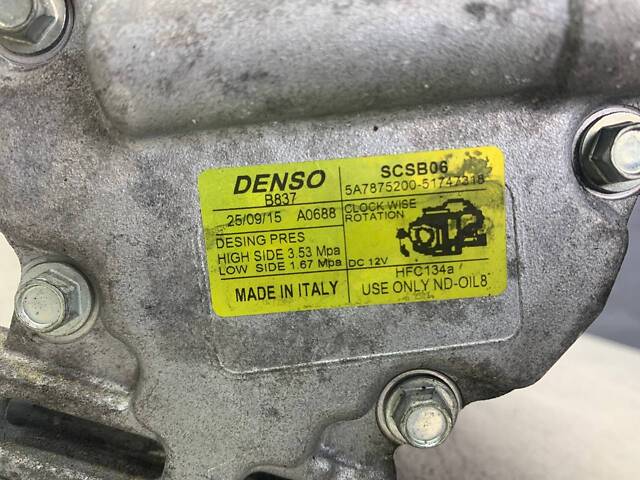 DENSO
B837
25/09/15 A0688
DESING PRES
HIGH SIDE 3.53 Mpa
LOW SIDE 1.67 Mpa
MADE IN ITALY
SCSB06
5A7875200-51747318
CLOCK WISE
ROTATION
DC 12V
HFC134a
USE ONLY ND-OIL8